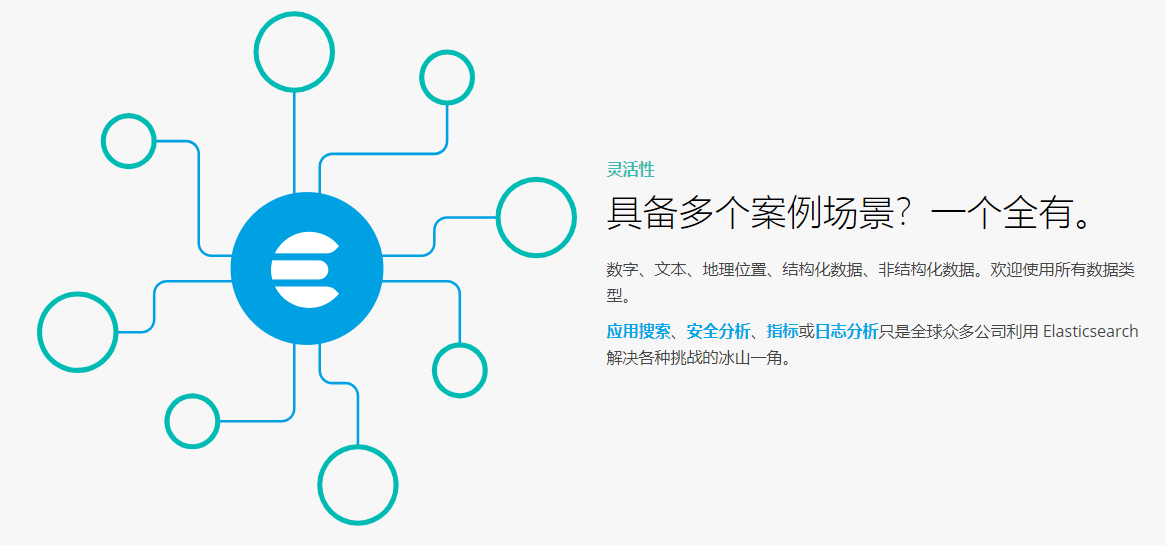 灵活性
具备多个案例场景？一个全有。
数字、文本、地理位置、结构化数据、非结构化数据。欢迎使用所有数据类
型。
应用搜索、安全分析、指标或日志分析只是全球众多公司利用 Elasticsearch
解决各种挑战的冰山一角。